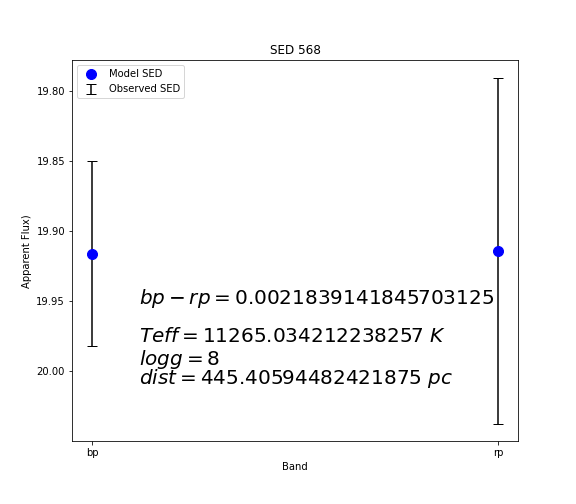 SED 568
Model SED
Observed SED
19.80
19.85
19.90
19.95
20.00
Apparent Flux)
bp − rp = 0.0021839141845703125
Teff = 11265.034212238257 K
logg = 8
dist = 445.40594482421875 pc
bp
rp
Band